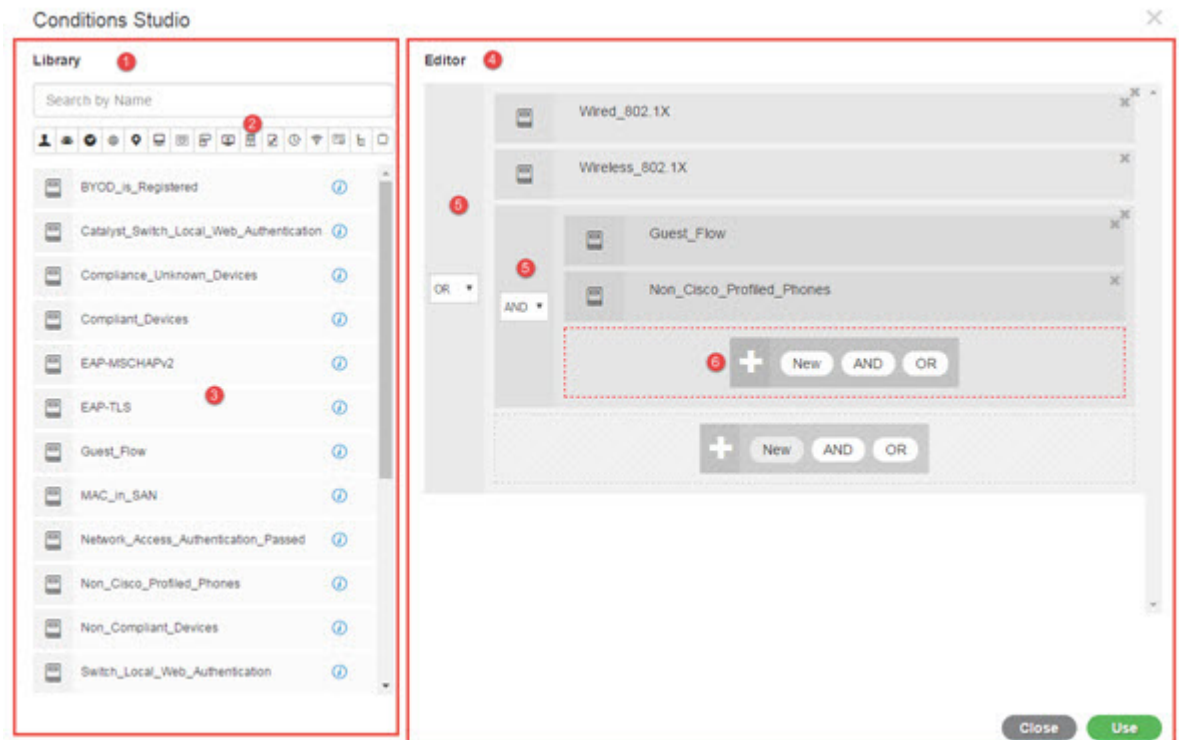 Conditions Studio
Library 1
Search by Name
2
BYOD_is_Registered
Catalyst_Switch_Local_Web_Authentication
Compliance_Unknown_Devices
Compliant_Devices
EAP-MSCHAPv2
3
EAP-TLS
Guest_Flow
MAC_in_SAN
Network_Access_Authentication_Passed
Non_Cisco_Profiled_Phones
Non_Compliant_Devices
Switch_Local_Web_Authentication
Editor 4
Wired_802.1X
Wireless_802.1X
5
OR
5
AND
Guest_Flow
Non_Cisco_Profiled_Phones
6 New AND OR
New AND OR
Close Use